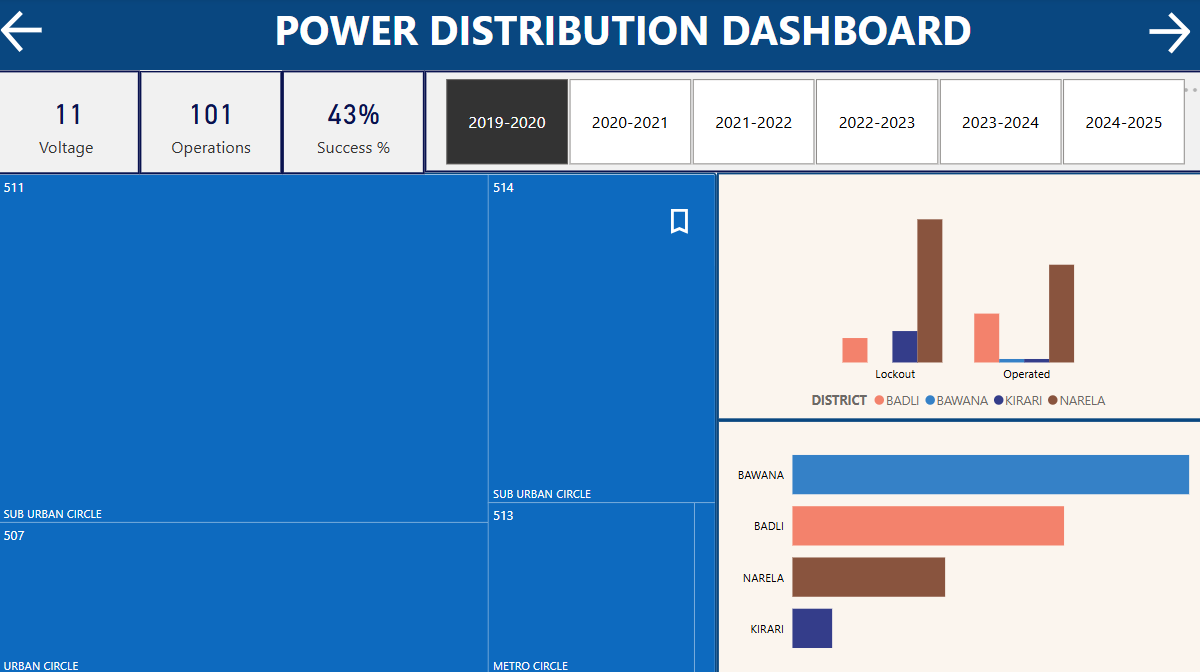 POWER DISTRIBUTION DASHBOARD
11
Voltage
101
Operations
43%
Success %
2019-2020
2020-2021
2021-2022
2022-2023
2023-2024
2024-2025
511
SUB URBAN CIRCLE
514
SUB URBAN CIRCLE
507
URBAN CIRCLE
513
METRO CIRCLE
Lockout
Operated
DISTRICT BADLI BAWANA KIRARI NARELA
BAWANA
BADLI
NARELA
KIRARI